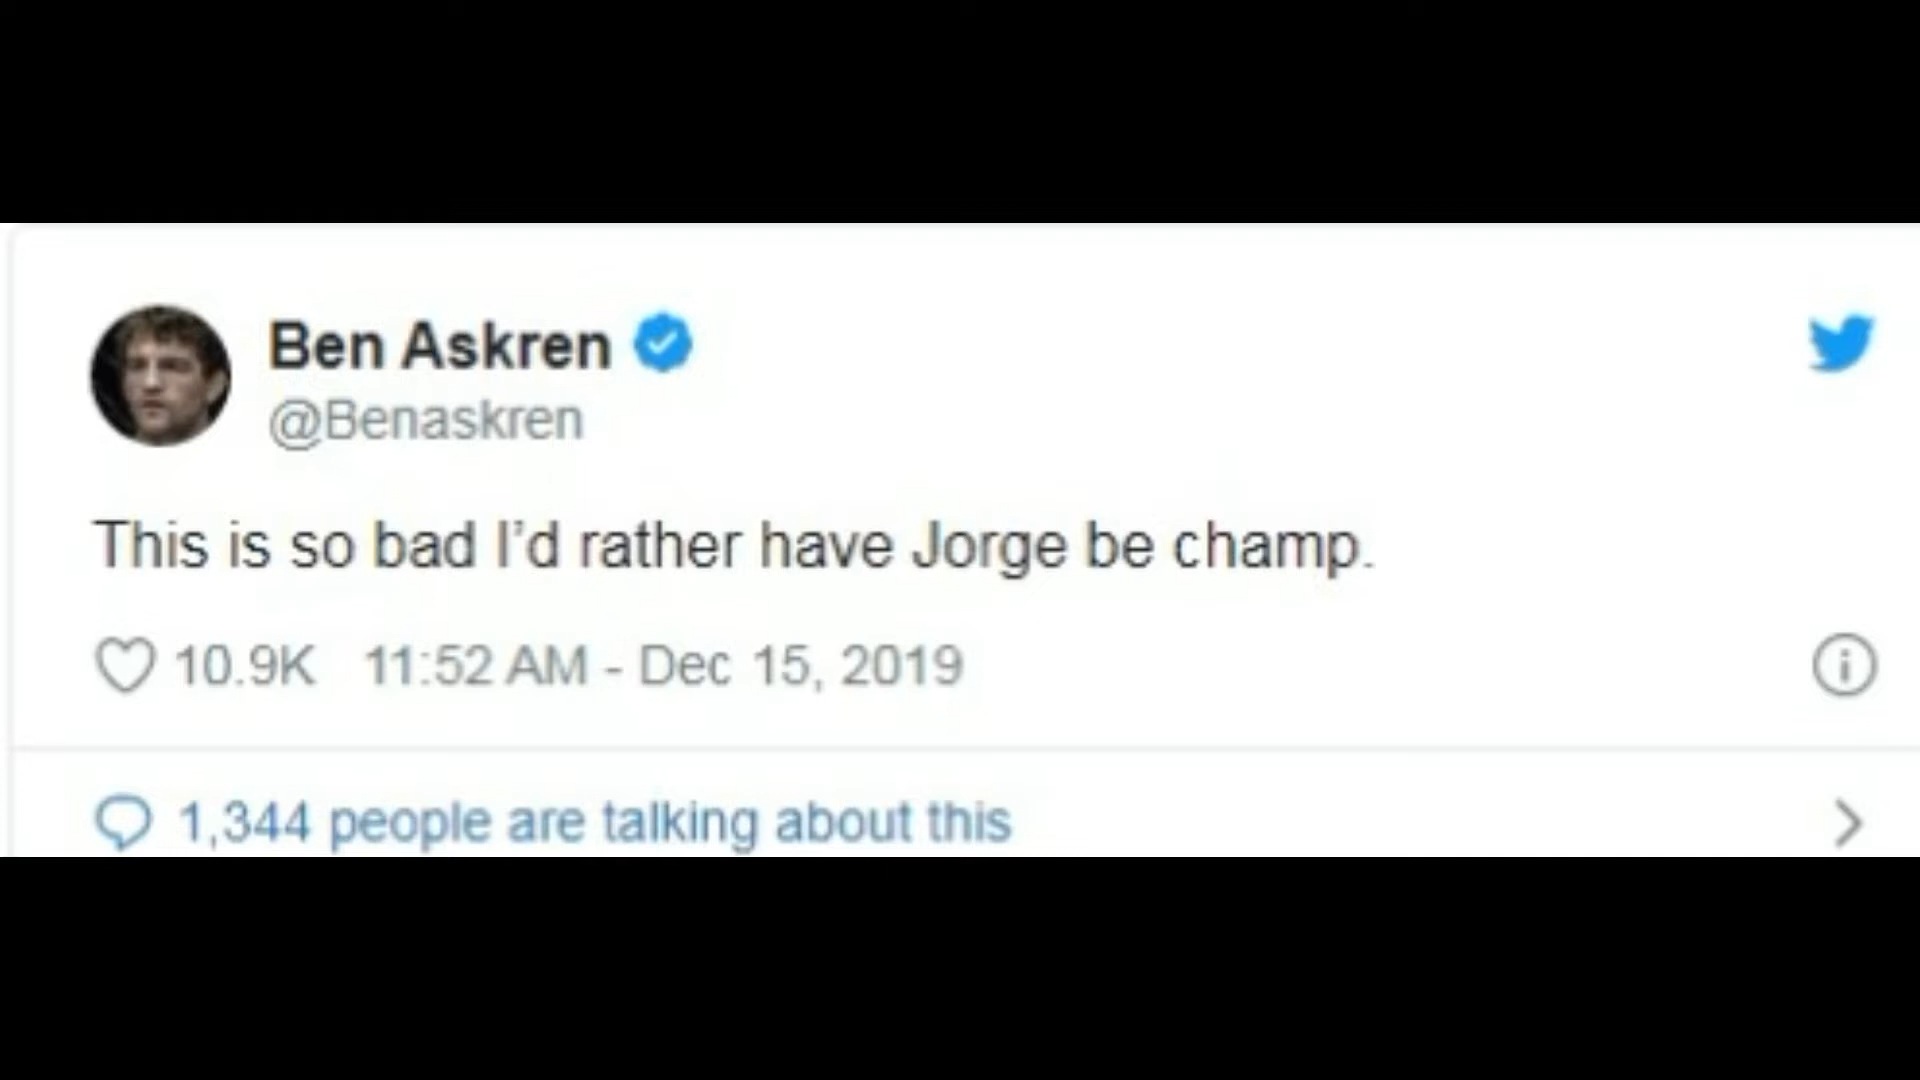 Ben Askren
@Benaskren
This is so bad I’d rather have Jorge be champ.
10.9K 11:52 AM - Dec 15, 2019
1,344 people are talking about this